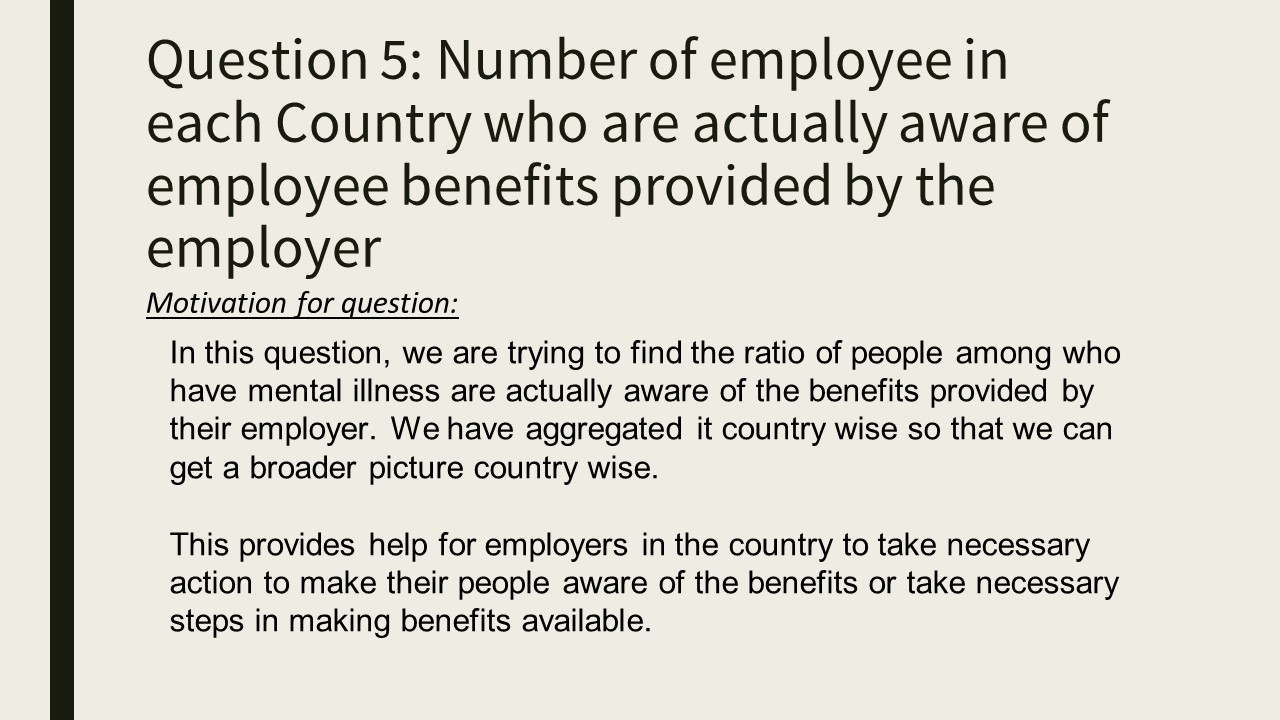 Question 5: Number of employee in
each Country who are actually aware of
employee benefits provided by the
employer
Motivation for question:
In this question, we are trying to find the ratio of people among who
have mental illness are actually aware of the benefits provided by
their employer. We have aggregated it country wise so that we can
get a broader picture country wise.
This provides help for employers in the country to take necessary
action to make their people aware of the benefits or take necessary
steps in making benefits available.